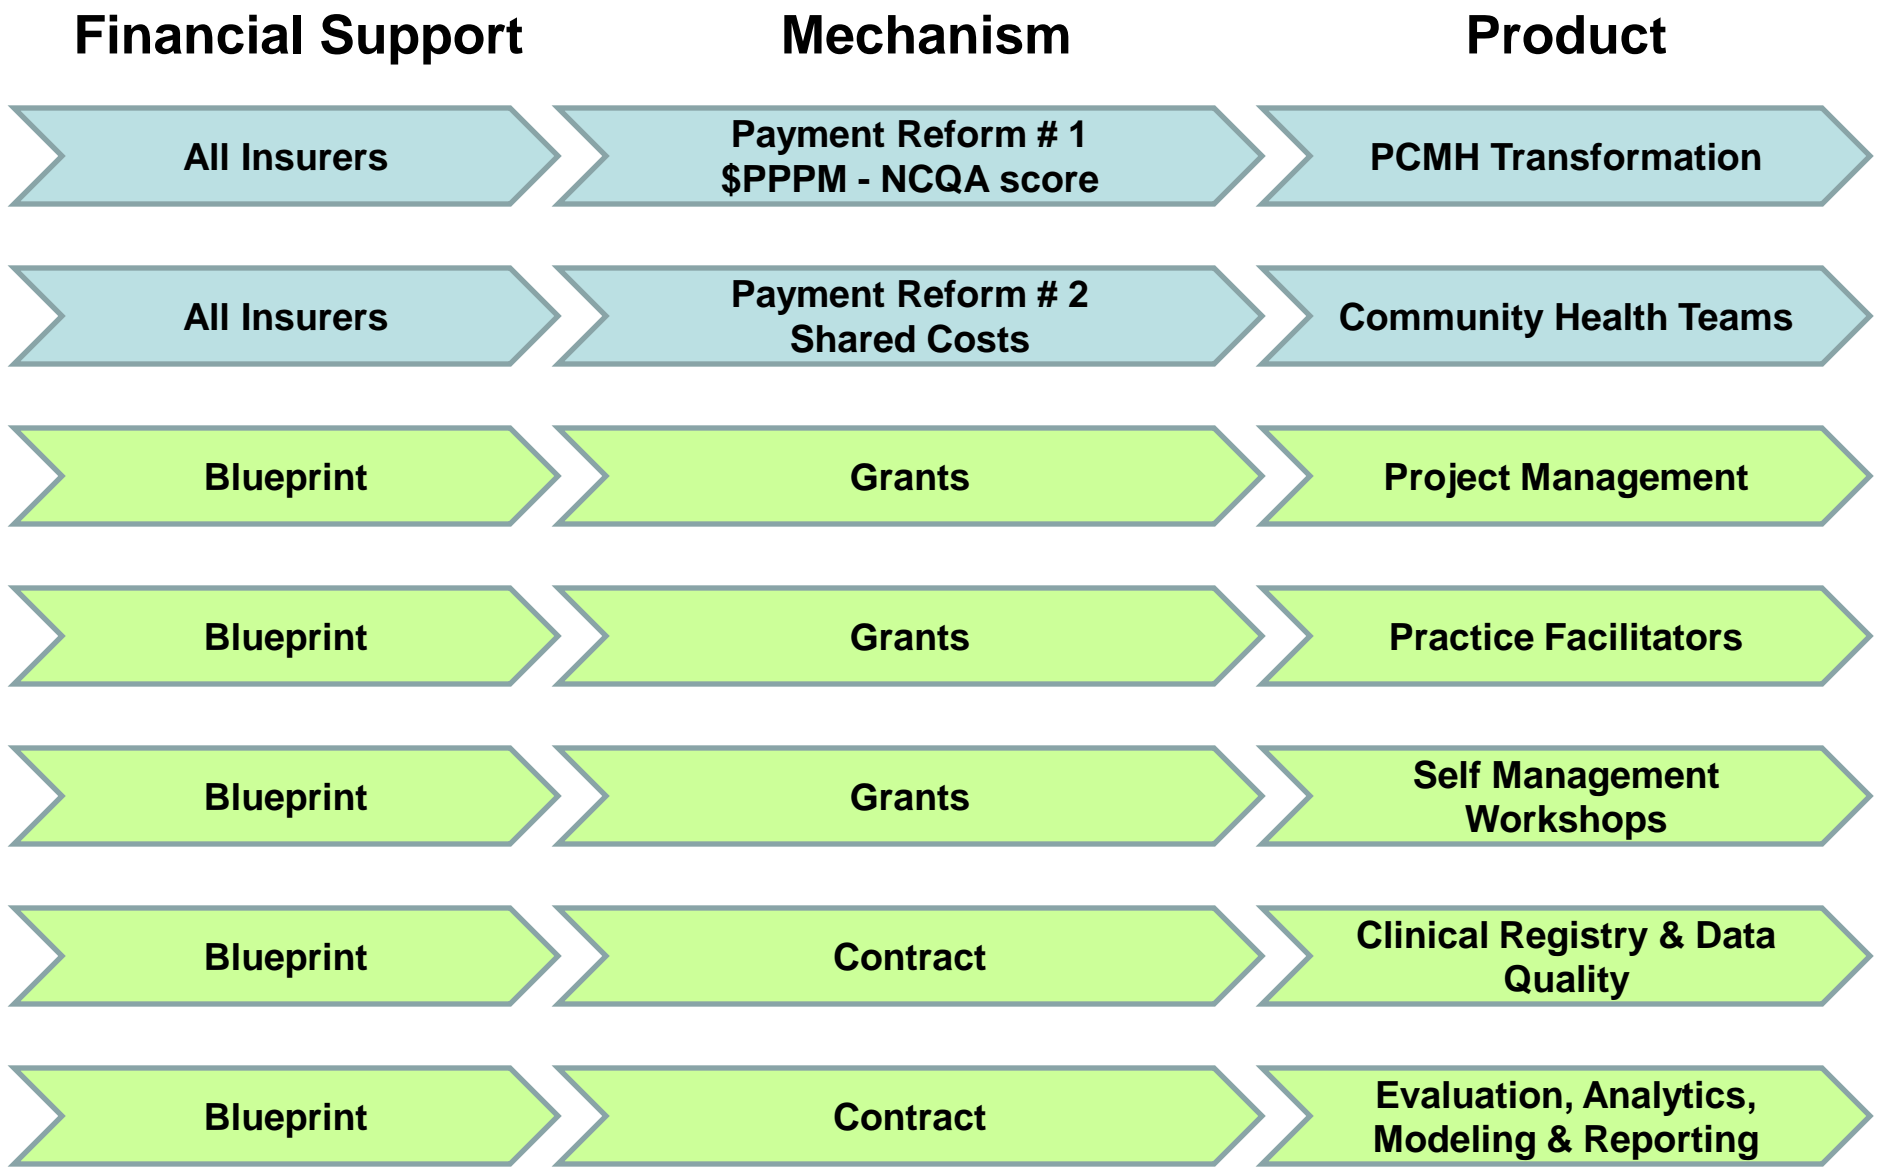 Financial Support
Mechanism
Product
All Insurers
Payment Reform # 1
$PPPM - NCQA score
PCMH Transformation
All Insurers
Payment Reform # 2
Shared Costs
Community Health Teams
Blueprint
Grants
Project Management
Blueprint
Grants
Practice Facilitators
Blueprint
Grants
Self Management
Workshops
Blueprint
Contract
Clinical Registry & Data
Quality
Blueprint
Contract
Evaluation, Analytics,
Modeling & Reporting